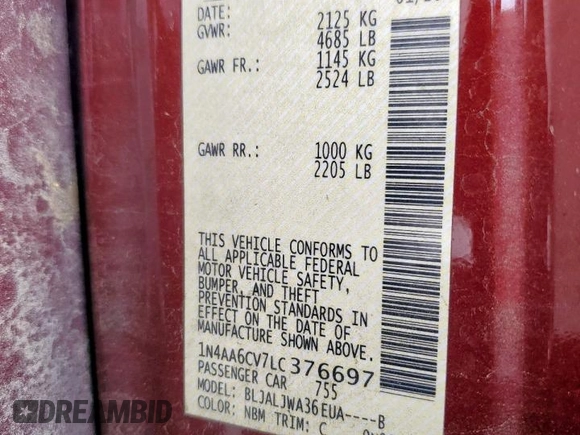 DATE:
2125 KG
GVWR:
4685 LB
GAWR FR.:
1145 KG
2524 LB
GAWR RR.:
1000 KG
2205 LB
THIS VEHICLE CONFORMS TO
ALL APPLICABLE FEDERAL
MOTOR VEHICLE SAFETY,
BUMPER, AND THEFT
PREVENTION STANDARDS IN
EFFECT ON THE DATE OF
MANUFACTURE SHOWN ABOVE.
1N4AA6CV7LC376697
PASSENGER CAR 755
MODEL: BLJALJWA36EUA----B
COLOR: NBM TRIM: C
DREAMBID